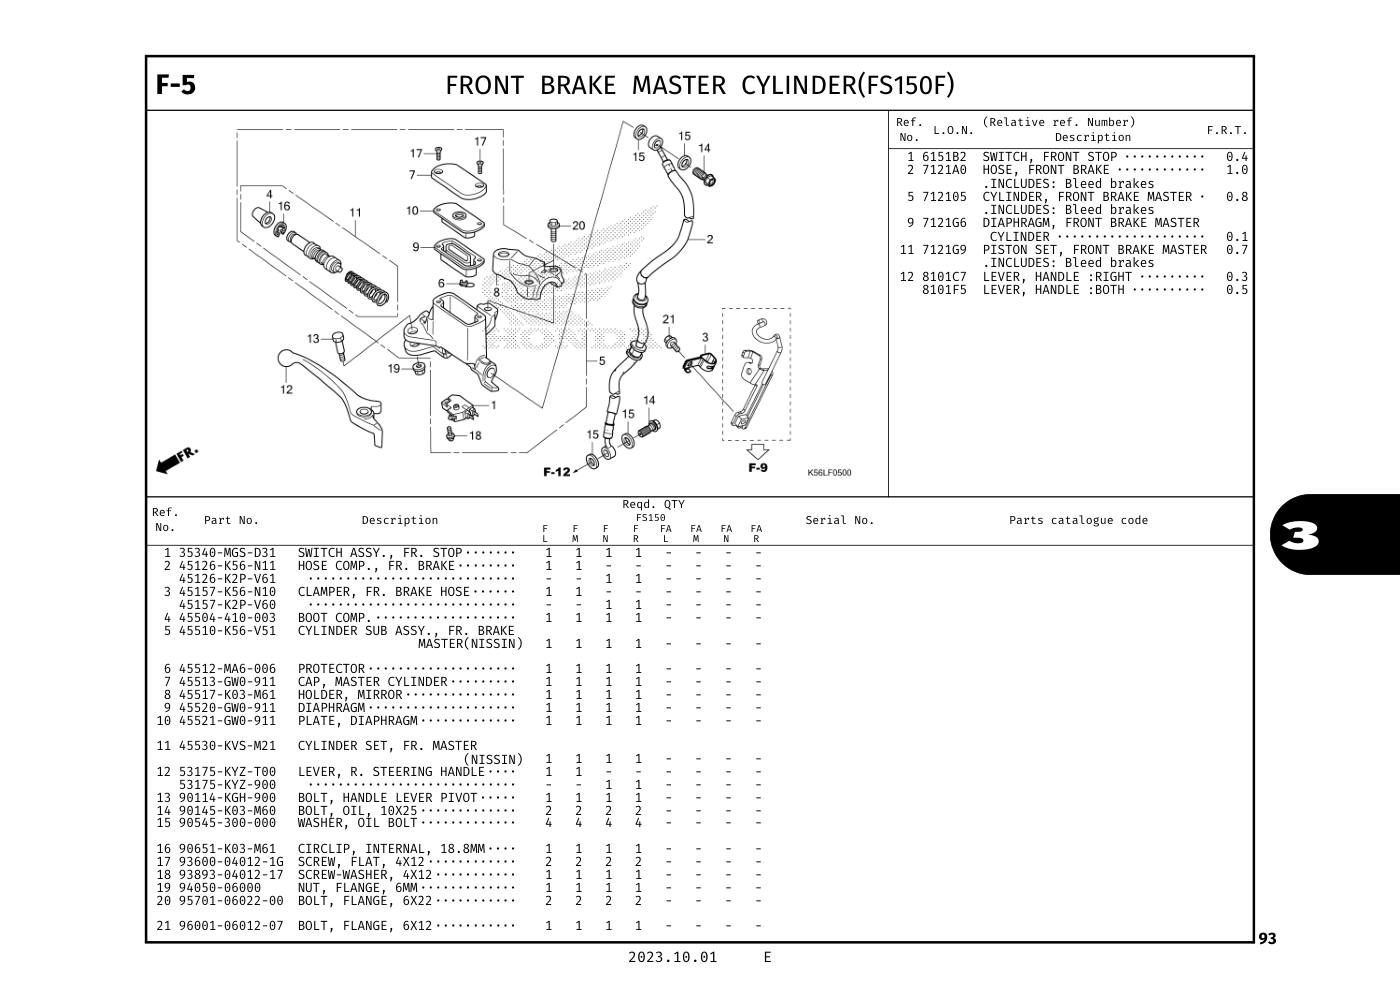 F-5
FRONT BRAKE MASTER CYLINDER(FS150F)
17
17
7
4
16
11
10
9
6
8
20
13
12
19
5
1
18
15
15
14
2
21
3
14
15
15
F-12
F-9
K56LF0500
FR.
HONDA
Ref. No. L.O.N. (Relative ref. Number) Description F.R.T.
1 6151B2 SWITCH, FRONT STOP ··········· 0.4
2 7121A0 HOSE, FRONT BRAKE ············ 1.0
.INCLUDES: Bleed brakes
5 712105 CYLINDER, FRONT BRAKE MASTER · 0.8
.INCLUDES: Bleed brakes
9 7121G6 DIAPHRAGM, FRONT BRAKE MASTER
CYLINDER ···················· 0.1
11 7121G9 PISTON SET, FRONT BRAKE MASTER 0.7
.INCLUDES: Bleed brakes
12 8101C7 LEVER, HANDLE :RIGHT ········· 0.3
8101F5 LEVER, HANDLE :BOTH ·········· 0.5
Ref. No. Part No. Description Reqd. QTY Serial No. Parts catalogue code
FS150
F F F F FA FA FA FA
L M N R L M N R
1 35340-MGS-D31 SWITCH ASSY., FR. STOP······· 1 1 1 1 - - - -
2 45126-K56-N11 HOSE COMP., FR. BRAKE········ 1 1 - - - - - -
45126-K2P-V61 ···························· - - 1 1 - - - -
3 45157-K56-N10 CLAMPER, FR. BRAKE HOSE······ 1 1 - - - - - -
45157-K2P-V60 ···························· - - 1 1 - - - -
4 45504-410-003 BOOT COMP.··················· 1 1 1 1 - - - -
5 45510-K56-V51 CYLINDER SUB ASSY., FR. BRAKE
MASTER(NISSIN) 1 1 1 1 - - - -
6 45512-MA6-006 PROTECTOR···················· 1 1 1 1 - - - -
7 45513-GW0-911 CAP, MASTER CYLINDER········· 1 1 1 1 - - - -
8 45517-K03-M61 HOLDER, MIRROR··············· 1 1 1 1 - - - -
9 45520-GW0-911 DIAPHRAGM···················· 1 1 1 1 - - - -
10 45521-GW0-911 PLATE, DIAPHRAGM············· 1 1 1 1 - - - -
11 45530-KVS-M21 CYLINDER SET, FR. MASTER
(NISSIN) 1 1 1 1 - - - -
12 53175-KYZ-T00 LEVER, R. STEERING HANDLE···· 1 1 - - - - - -
53175-KYZ-900 ···························· - - 1 1 - - - -
13 90114-KGH-900 BOLT, HANDLE LEVER PIVOT····· 1 1 1 1 - - - -
14 90145-K03-M60 BOLT, OIL, 10X25············· 2 2 2 2 - - - -
15 90545-300-000 WASHER, OIL BOLT············· 4 4 4 4 - - - -
16 90651-K03-M61 CIRCLIP, INTERNAL, 18.8MM···· 1 1 1 1 - - - -
17 93600-04012-1G SCREW, FLAT, 4X12············ 2 2 2 2 - - - -
18 93893-04012-17 SCREW-WASHER, 4X12··········· 1 1 1 1 - - - -
19 94050-06000 NUT, FLANGE, 6MM············· 1 1 1 1 - - - -
20 95701-06022-00 BOLT, FLANGE, 6X22··········· 2 2 2 2 - - - -
21 96001-06012-07 BOLT, FLANGE, 6X12··········· 1 1 1 1 - - - -
3
93
2023.10.01 E